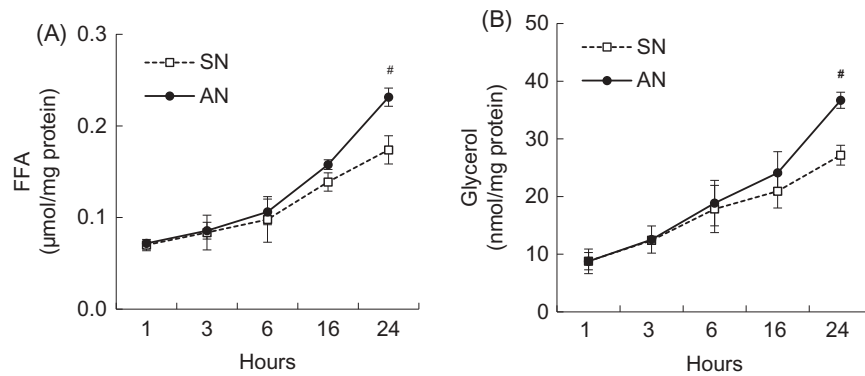 (A)
0.3
0.2
0.1
0.0
FFA
(μmol/mg protein)
SN
AN
#
1 3 6 16 24
Hours
(B)
50
40
30
20
10
0
Glycerol
(nmol/mg protein)
SN
AN
#
1 3 6 16 24
Hours